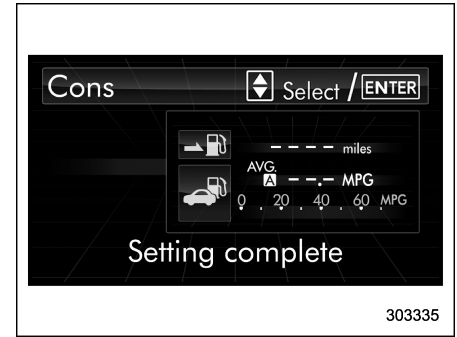 Cons Select / ENTER
---- miles
AVG.
A --.- MPG
0 . 20 . 40 . 60 . MPG
Setting complete
303335